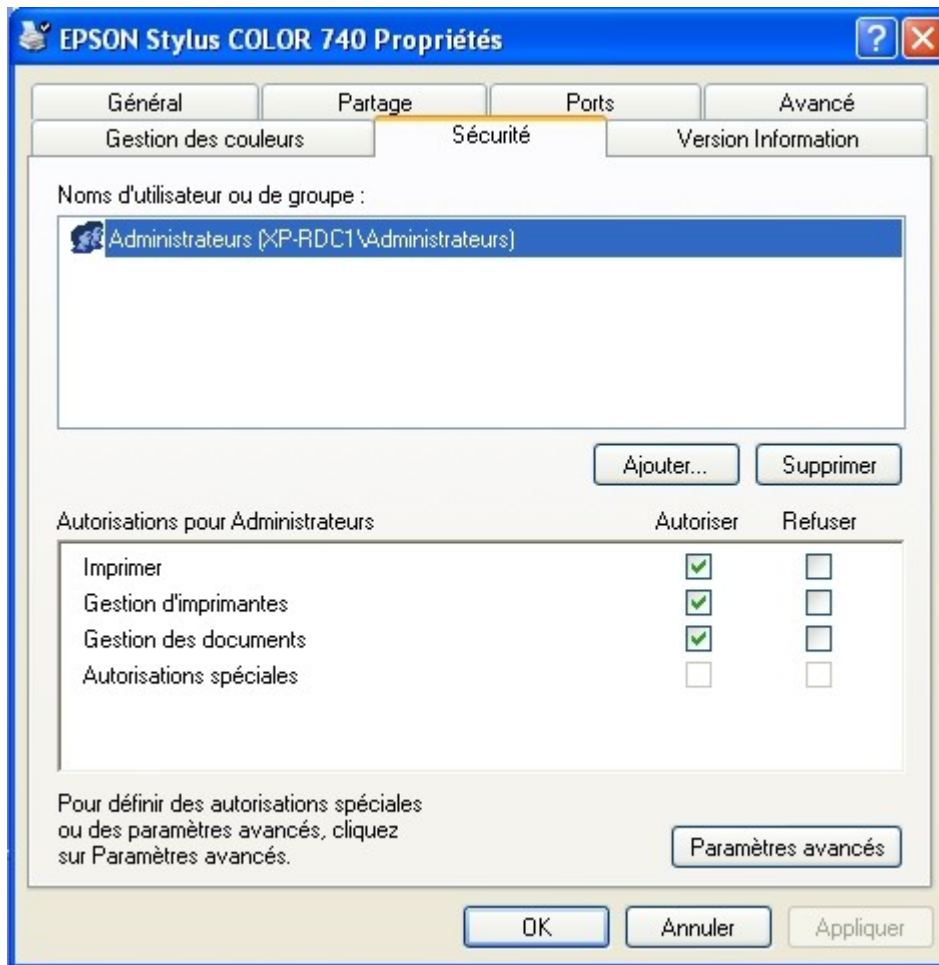 EPSON Stylus COLOR 740 Propriétés
Général Partage Ports Avancé
Gestion des couleurs Sécurité Version Information
Noms d'utilisateur ou de groupe :
Administrateurs (XP-RDC1\Administrateurs)
Ajouter... Supprimer
Autorisations pour Administrateurs Autoriser Refuser
Imprimer
Gestion d'imprimantes
Gestion des documents
Autorisations spéciales
Pour définir des autorisations spéciales
ou des paramètres avancés, cliquez
sur Paramètres avancés.
Paramètres avancés
OK Annuler Appliquer